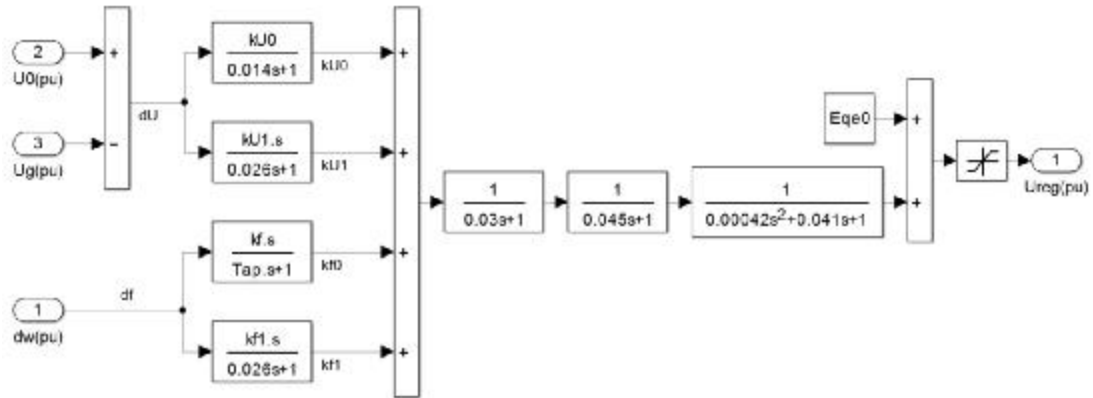 2
U0(pu)
3
Ug(pu)
+
−
dU
kU0
0.014s+1
kU0
kU1.s
0.026s+1
kU1
1
dw(pu)
df
kf.s
Tap.s+1
kf0
kf1.s
0.026s+1
kf1
+
+
+
+
1
0.03s+1
1
0.045s+1
1
0.00042s²+0.041s+1
Eqe0
+
+
1
Ureg(pu)